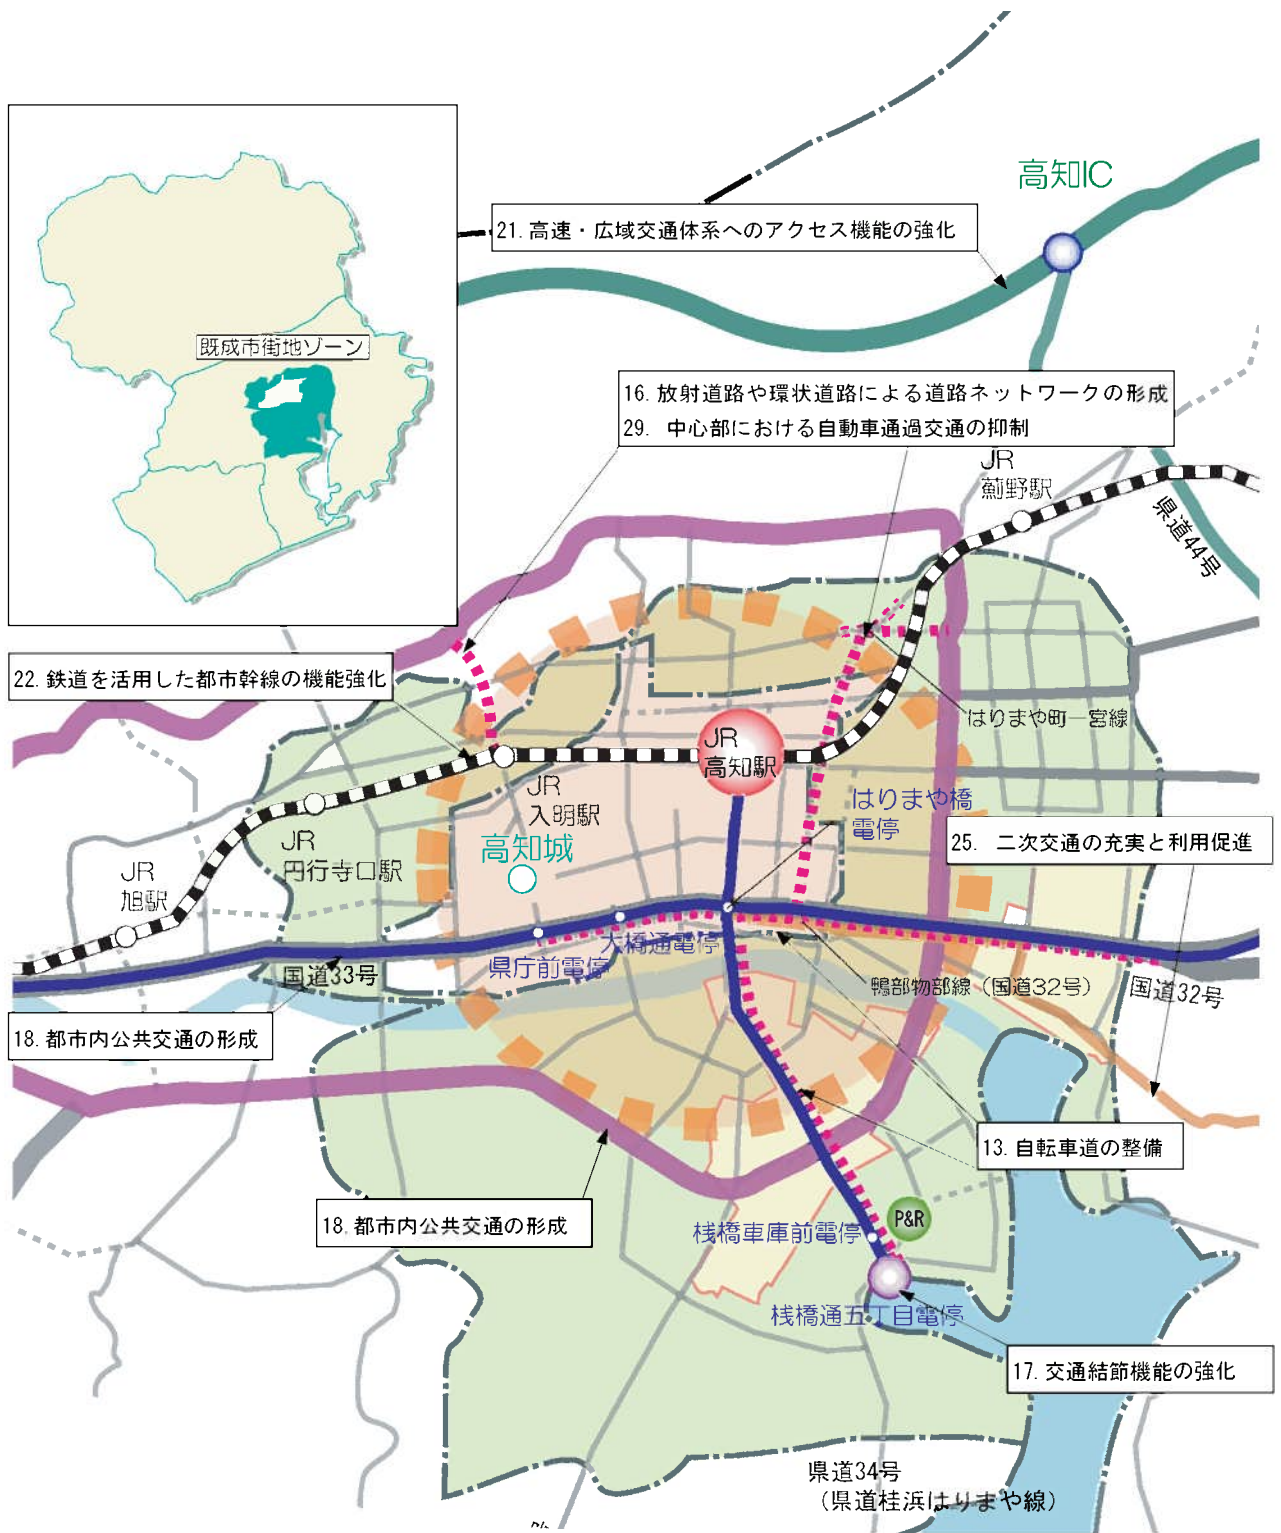 高知IC
21. 高速・広域交通体系へのアクセス機能の強化
既成市街地ゾーン
16. 放射道路や環状道路による道路ネットワークの形成
29. 中心部における自動車通過交通の抑制
JR
薊野駅
県道44号
22. 鉄道を活用した都市幹線の機能強化
はりまや町一宮線
JR
高知駅
JR
入明駅
はりまや橋
電停
JR
円行寺口駅
高知城
25. 二次交通の充実と利用促進
JR
旭駅
大橋通電停
県庁前電停
国道33号
鴨部物部線（国道32号）
国道32号
18. 都市内公共交通の形成
13. 自転車道の整備
18. 都市内公共交通の形成
P&R
桟橋車庫前電停
桟橋通五丁目電停
17. 交通結節機能の強化
県道34号
（県道桂浜はりまや線）